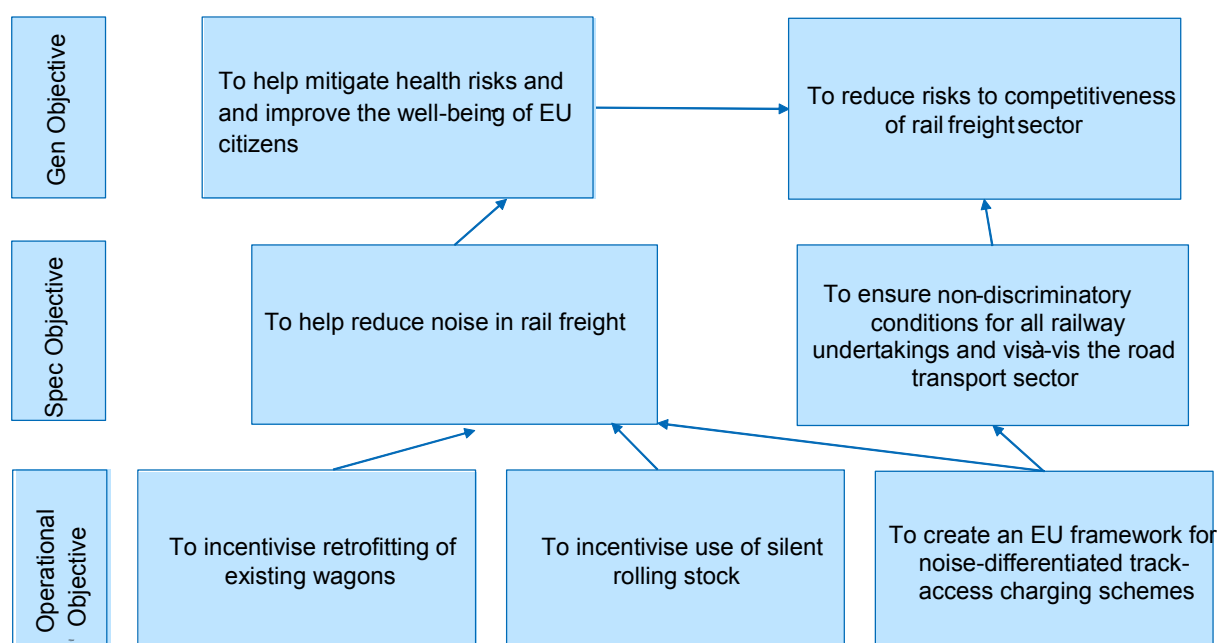 Gen Objective
To help mitigate health risks and
and improve the well-being of EU
citizens
To reduce risks to competitiveness
of rail freight sector
Spec Objective
To help reduce noise in rail freight
To ensure non-discriminatory
conditions for all railway
undertakings and visà-vis the road
transport sector
Operational
Objective
To incentivise retrofitting of
existing wagons
To incentivise use of silent
rolling stock
To create an EU framework for
noise-differentiated track-
access charging schemes